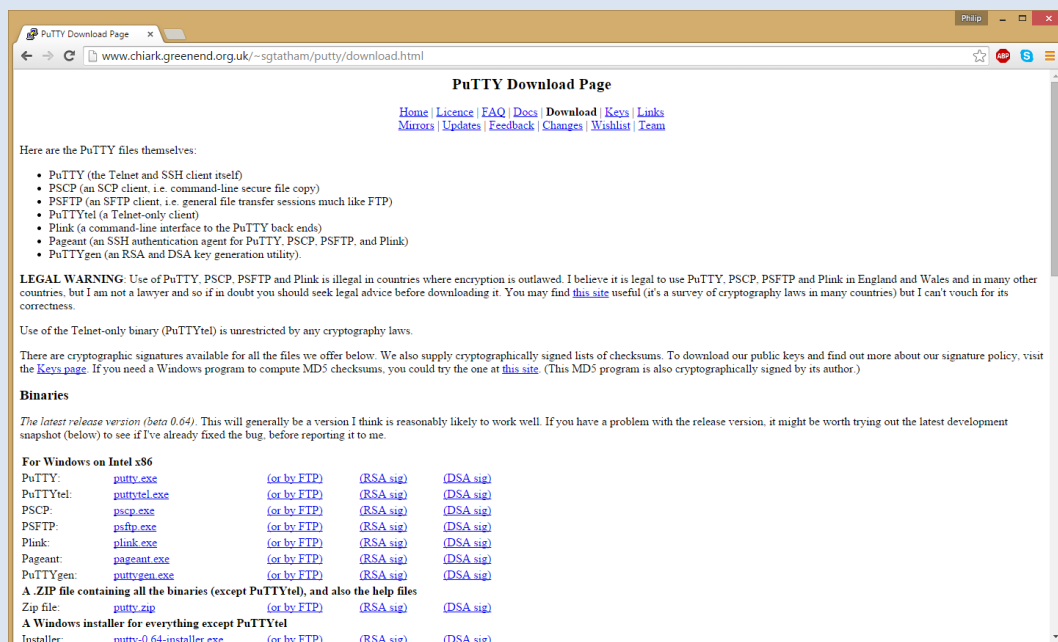 Philip
PuTTY Download Page
www.chiark.greenend.org.uk/~sgtatham/putty/download.html
ABP
PuTTY Download Page
Home | Licence | FAQ | Docs | Download | Keys | Links
Mirrors | Updates | Feedback | Changes | Wishlist | Team
Here are the PuTTY files themselves:
• PuTTY (the Telnet and SSH client itself)
• PSCP (an SCP client, i.e. command-line secure file copy)
• PSFTP (an SFTP client, i.e. general file transfer sessions much like FTP)
• PuTTYtel (a Telnet-only client)
• Plink (a command-line interface to the PuTTY back ends)
• Pageant (an SSH authentication agent for PuTTY, PSCP, PSFTP, and Plink)
• PuTTYgen (an RSA and DSA key generation utility).
LEGAL WARNING: Use of PuTTY, PSCP, PSFTP and Plink is illegal in countries where encryption is outlawed. I believe it is legal to use PuTTY, PSCP, PSFTP and Plink in England and Wales and in many other
countries, but I am not a lawyer and so if in doubt you should seek legal advice before downloading it. You may find this site useful (it's a survey of cryptography laws in many countries) but I can't vouch for its
correctness.
Use of the Telnet-only binary (PuTTYtel) is unrestricted by any cryptography laws.
There are cryptographic signatures available for all the files we offer below. We also supply cryptographically signed lists of checksums. To download our public keys and find out more about our signature policy, visit
the Keys page. If you need a Windows program to compute MD5 checksums, you could try the one at this site. (This MD5 program is also cryptographically signed by its author.)
Binaries
The latest release version (beta 0.64). This will generally be a version I think is reasonably likely to work well. If you have a problem with the release version, it might be worth trying out the latest development
snapshot (below) to see if I've already fixed the bug, before reporting it to me.
For Windows on Intel x86
PuTTY: putty.exe (or by FTP) (RSA sig) (DSA sig)
PuTTYtel: puttytel.exe (or by FTP) (RSA sig) (DSA sig)
PSCP: pscp.exe (or by FTP) (RSA sig) (DSA sig)
PSFTP: psftp.exe (or by FTP) (RSA sig) (DSA sig)
Plink: plink.exe (or by FTP) (RSA sig) (DSA sig)
Pageant: pageant.exe (or by FTP) (RSA sig) (DSA sig)
PuTTYgen: puttygen.exe (or by FTP) (RSA sig) (DSA sig)
A .ZIP file containing all the binaries (except PuTTYtel), and also the help files
Zip file: putty.zip (or by FTP) (RSA sig) (DSA sig)
A Windows installer for everything except PuTTYtel
Installer: putty-0.64-installer.exe (or by FTP) (RSA sig) (DSA sig)